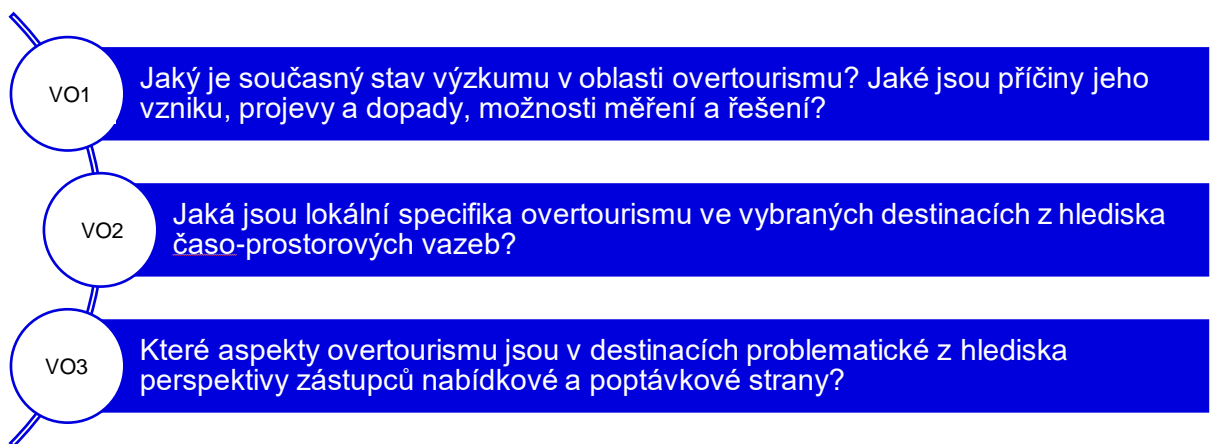 VO1
Jaký je současný stav výzkumu v oblasti overtourismu? Jaké jsou příčiny jeho
vzniku, projevy a dopady, možnosti měření a řešení?
VO2
Jaká jsou lokální specifika overtourismu ve vybraných destinacích z hlediska
časo-prostorových vazeb?
VO3
Které aspekty overtourismu jsou v destinacích problematické z hlediska
perspektivy zástupců nabídkové a poptávkové strany?